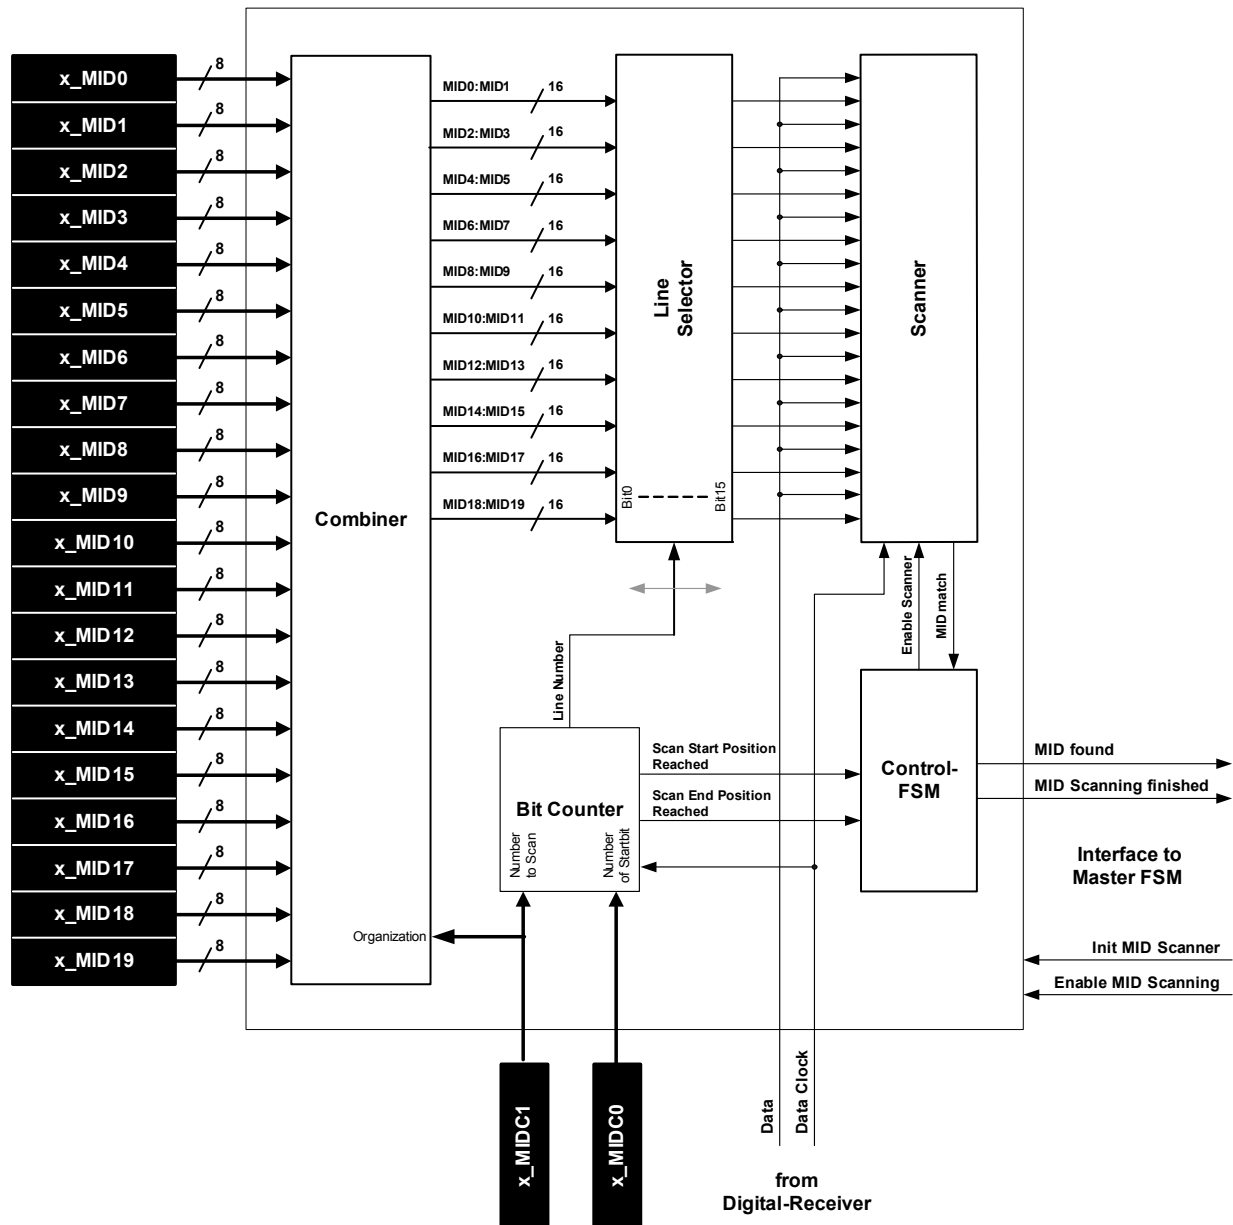 x_MID0
8
x_MID1
8
x_MID2
8
x_MID3
8
x_MID4
8
x_MID5
8
x_MID6
8
x_MID7
8
x_MID8
8
x_MID9
8
x_MID10
8
x_MID11
8
x_MID12
8
x_MID13
8
x_MID14
8
x_MID15
8
x_MID16
8
x_MID17
8
x_MID18
8
x_MID19
8
Combiner
Organization
MID0:MID1
16
MID2:MID3
16
MID4:MID5
16
MID6:MID7
16
MID8:MID9
16
MID10:MID11
16
MID12:MID13
16
MID14:MID15
16
MID16:MID17
16
MID18:MID19
16
Line
Selector
Bit0
Bit15
Scanner
Line Number
Enable Scanner
MID match
Bit Counter
Number
to Scan
Number
of Startbit
Scan Start Position
Reached
Scan End Position
Reached
Control-
FSM
MID found
MID Scanning finished
Interface to
Master FSM
Init MID Scanner
Enable MID Scanning
x_MIDC1
x_MIDC0
Data
Data Clock
from
Digital-Receiver